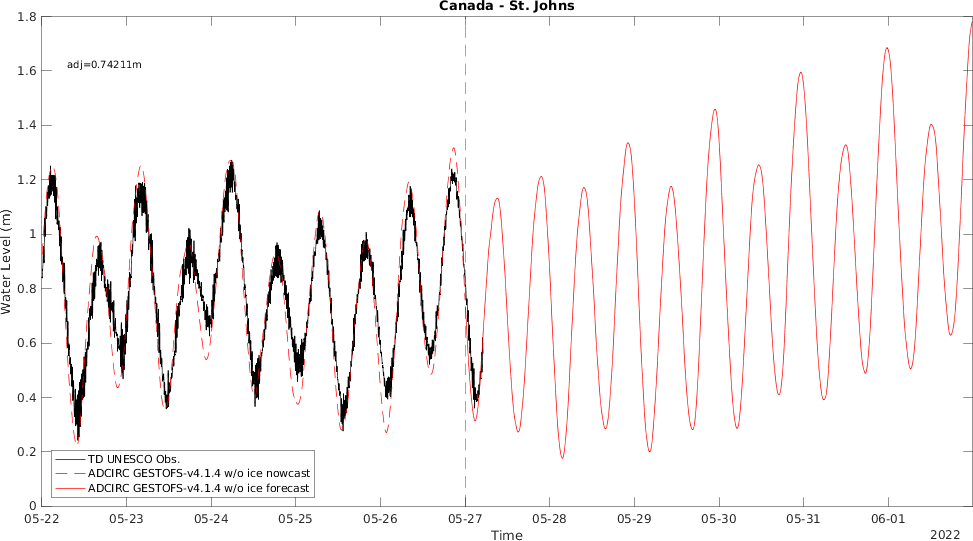 Canada - St. Johns
adj=0.74211m
Water Level (m)
1.8
1.6
1.4
1.2
1
0.8
0.6
0.4
0.2
0
TD UNESCO Obs.
ADCIRC GESTOFS-v4.1.4 w/o ice nowcast
ADCIRC GESTOFS-v4.1.4 w/o ice forecast
05-22 05-23 05-24 05-25 05-26 05-27 05-28 05-29 05-30 05-31 06-01
Time
2022